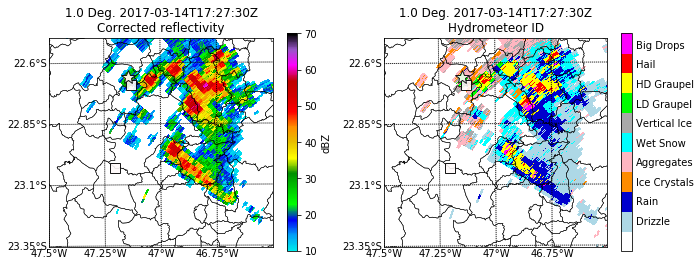 1.0 Deg. 2017-03-14T17:27:30Z
Corrected reflectivity
22.6°S
22.85°S
23.1°S
23.35°S
47.5°W
47.25°W
47°W
46.75°W
70
60
50
40
30
20
10
dBZ
1.0 Deg. 2017-03-14T17:27:30Z
Hydrometeor ID
22.6°S
22.85°S
23.1°S
23.35°S
47.5°W
47.25°W
47°W
46.75°W
Big Drops
Hail
HD Graupel
LD Graupel
Vertical Ice
Wet Snow
Aggregates
Ice Crystals
Rain
Drizzle